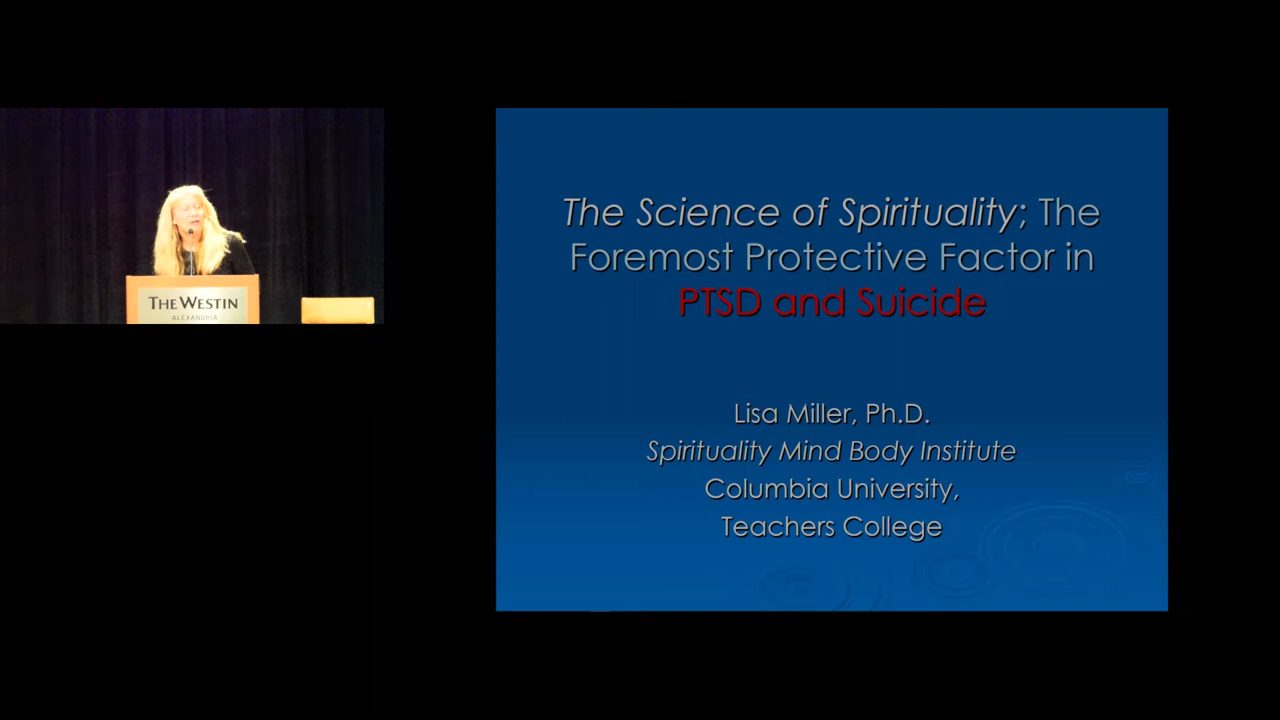 THE WESTIN
ALEXANDRIA
The Science of Spirituality; The
Foremost Protective Factor in
PTSD and Suicide
Lisa Miller, Ph.D.
Spirituality Mind Body Institute
Columbia University,
Teachers College